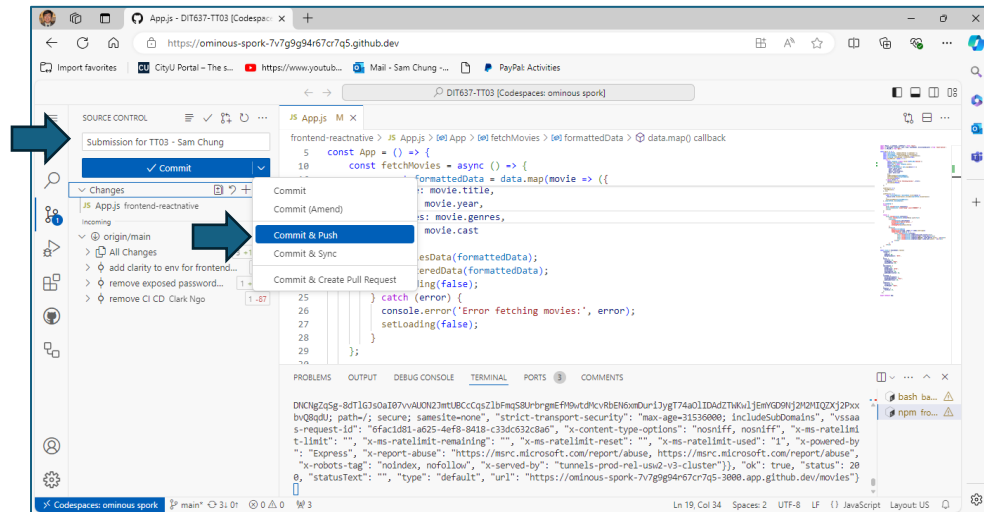 App.js - DIT637-TT03 [Codespac
https://ominous-spork-7v7g9g94r67cr7q5.github.dev
Import favorites
CU CityU Portal – The s...
https://www.youtub...
Mail - Sam Chung -...
PayPal: Activities
DIT637-TT03 [Codespaces: ominous spork]
SOURCE CONTROL
Submission for TT03 - Sam Chung
Commit
Changes
JS App.js frontend-reactnative
Incoming
origin/main
All Changes
add clarity to env for frontend...
remove exposed password...
remove CI CD Clark Ngo 1 -87
Commit
Commit (Amend)
Commit & Push
Commit & Sync
Commit & Create Pull Request
JS App.js M
frontend-reactnative > JS App.js > App > fetchMovies > formattedData > data.map() callback
5 const App = () => {
10 const fetchMovies = async () => {
formattedData = data.map(movie => ({
movie.title,
movie.year,
movie.genres,
movie.cast
(formattedData);
eredData(formattedData);
ding(false);
25 } catch (error) {
26 console.error('Error fetching movies:', error);
27 setLoading(false);
28 }
29 };
PROBLEMS OUTPUT DEBUG CONSOLE TERMINAL PORTS 3 COMMENTS
bvQ8qdU; path=/; secure; samesite=none", "strict-transport-security": "max-age=31536000; includeSubDomains", "vssaa
s-request-id": "6fac1d81-a625-4ef8-8418-c33dc632c8a6", "x-content-type-options": "nosniff, nosniff", "x-ms-ratelimi
t-limit": "", "x-ms-ratelimit-remaining": "", "x-ms-ratelimit-reset": "", "x-ms-ratelimit-used": "1", "x-powered-by
": "Express", "x-report-abuse": "https://msrc.microsoft.com/report/abuse, https://msrc.microsoft.com/report/abuse",
"x-robots-tag": "noindex, nofollow", "x-served-by": "tunnels-prod-rel-usw2-v3-cluster"}}, "ok": true, "status": 20
0, "statusText": "", "type": "default", "url": "https://ominous-spork-7v7g9g94r67cr7q5-3000.app.github.dev/movies"}
bash ba...
npm fro...
Codespaces: ominous spork
main* 3↓ 0↑ 0 0 3
Ln 19, Col 34 Spaces: 2 UTF-8 LF {} JavaScript Layout: US